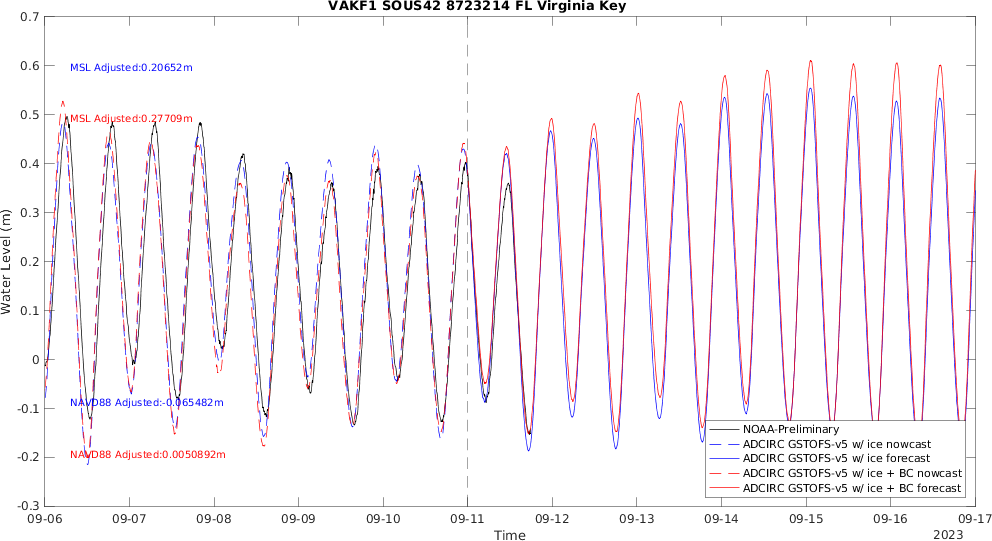 VAKF1 SOUS42 8723214 FL Virginia Key
0.7
0.6
0.5
0.4
0.3
0.2
0.1
0
-0.1
-0.2
-0.3
Water Level (m)
MSL Adjusted:0.20652m
MSL Adjusted:0.27709m
NAVD88 Adjusted:-0.065482m
NAVD88 Adjusted:0.0050892m
NOAA-Preliminary
ADCIRC GSTOFS-v5 w/ ice nowcast
ADCIRC GSTOFS-v5 w/ ice forecast
ADCIRC GSTOFS-v5 w/ ice + BC nowcast
ADCIRC GSTOFS-v5 w/ ice + BC forecast
09-06 09-07 09-08 09-09 09-10 09-11 09-12 09-13 09-14 09-15 09-16 09-17
Time
2023